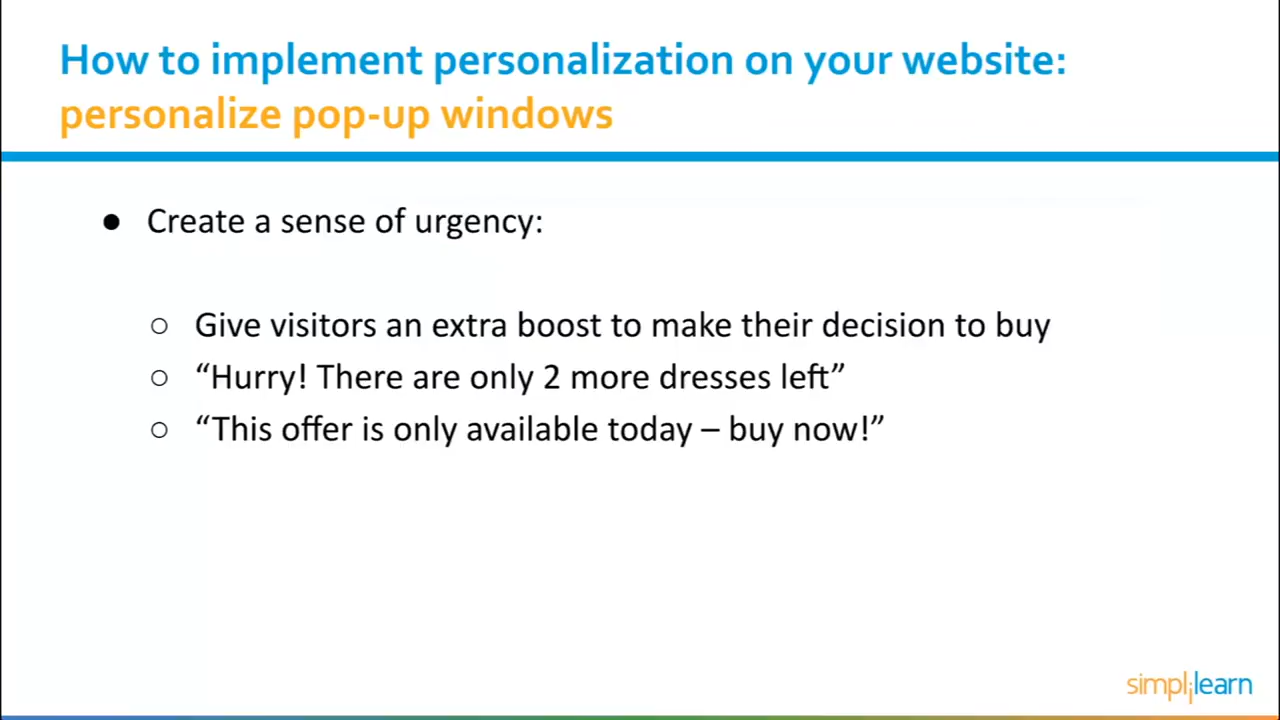 How to implement personalization on your website:
personalize pop-up windows
● Create a sense of urgency:
○ Give visitors an extra boost to make their decision to buy
○ “Hurry! There are only 2 more dresses left”
○ “This offer is only available today – buy now!”
simplilearn